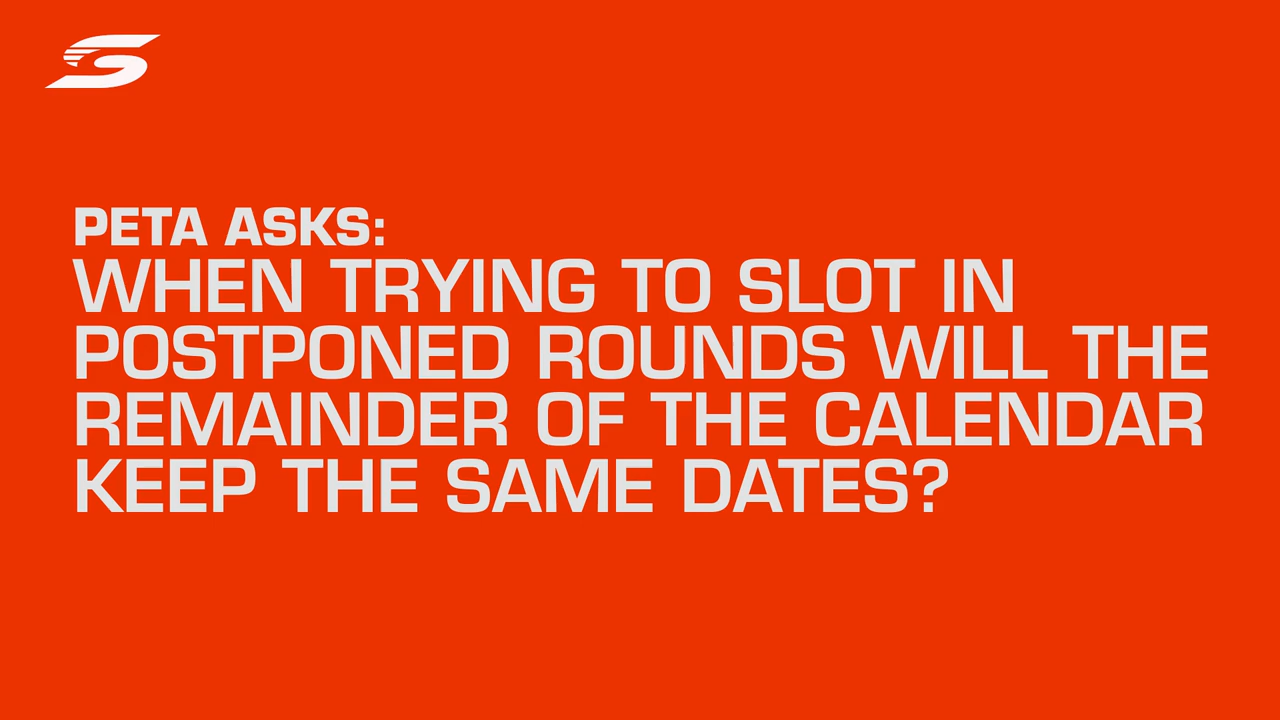 PETA ASKS:
WHEN TRYING TO SLOT IN
POSTPONED ROUNDS WILL THE
REMAINDER OF THE CALENDAR
KEEP THE SAME DATES?